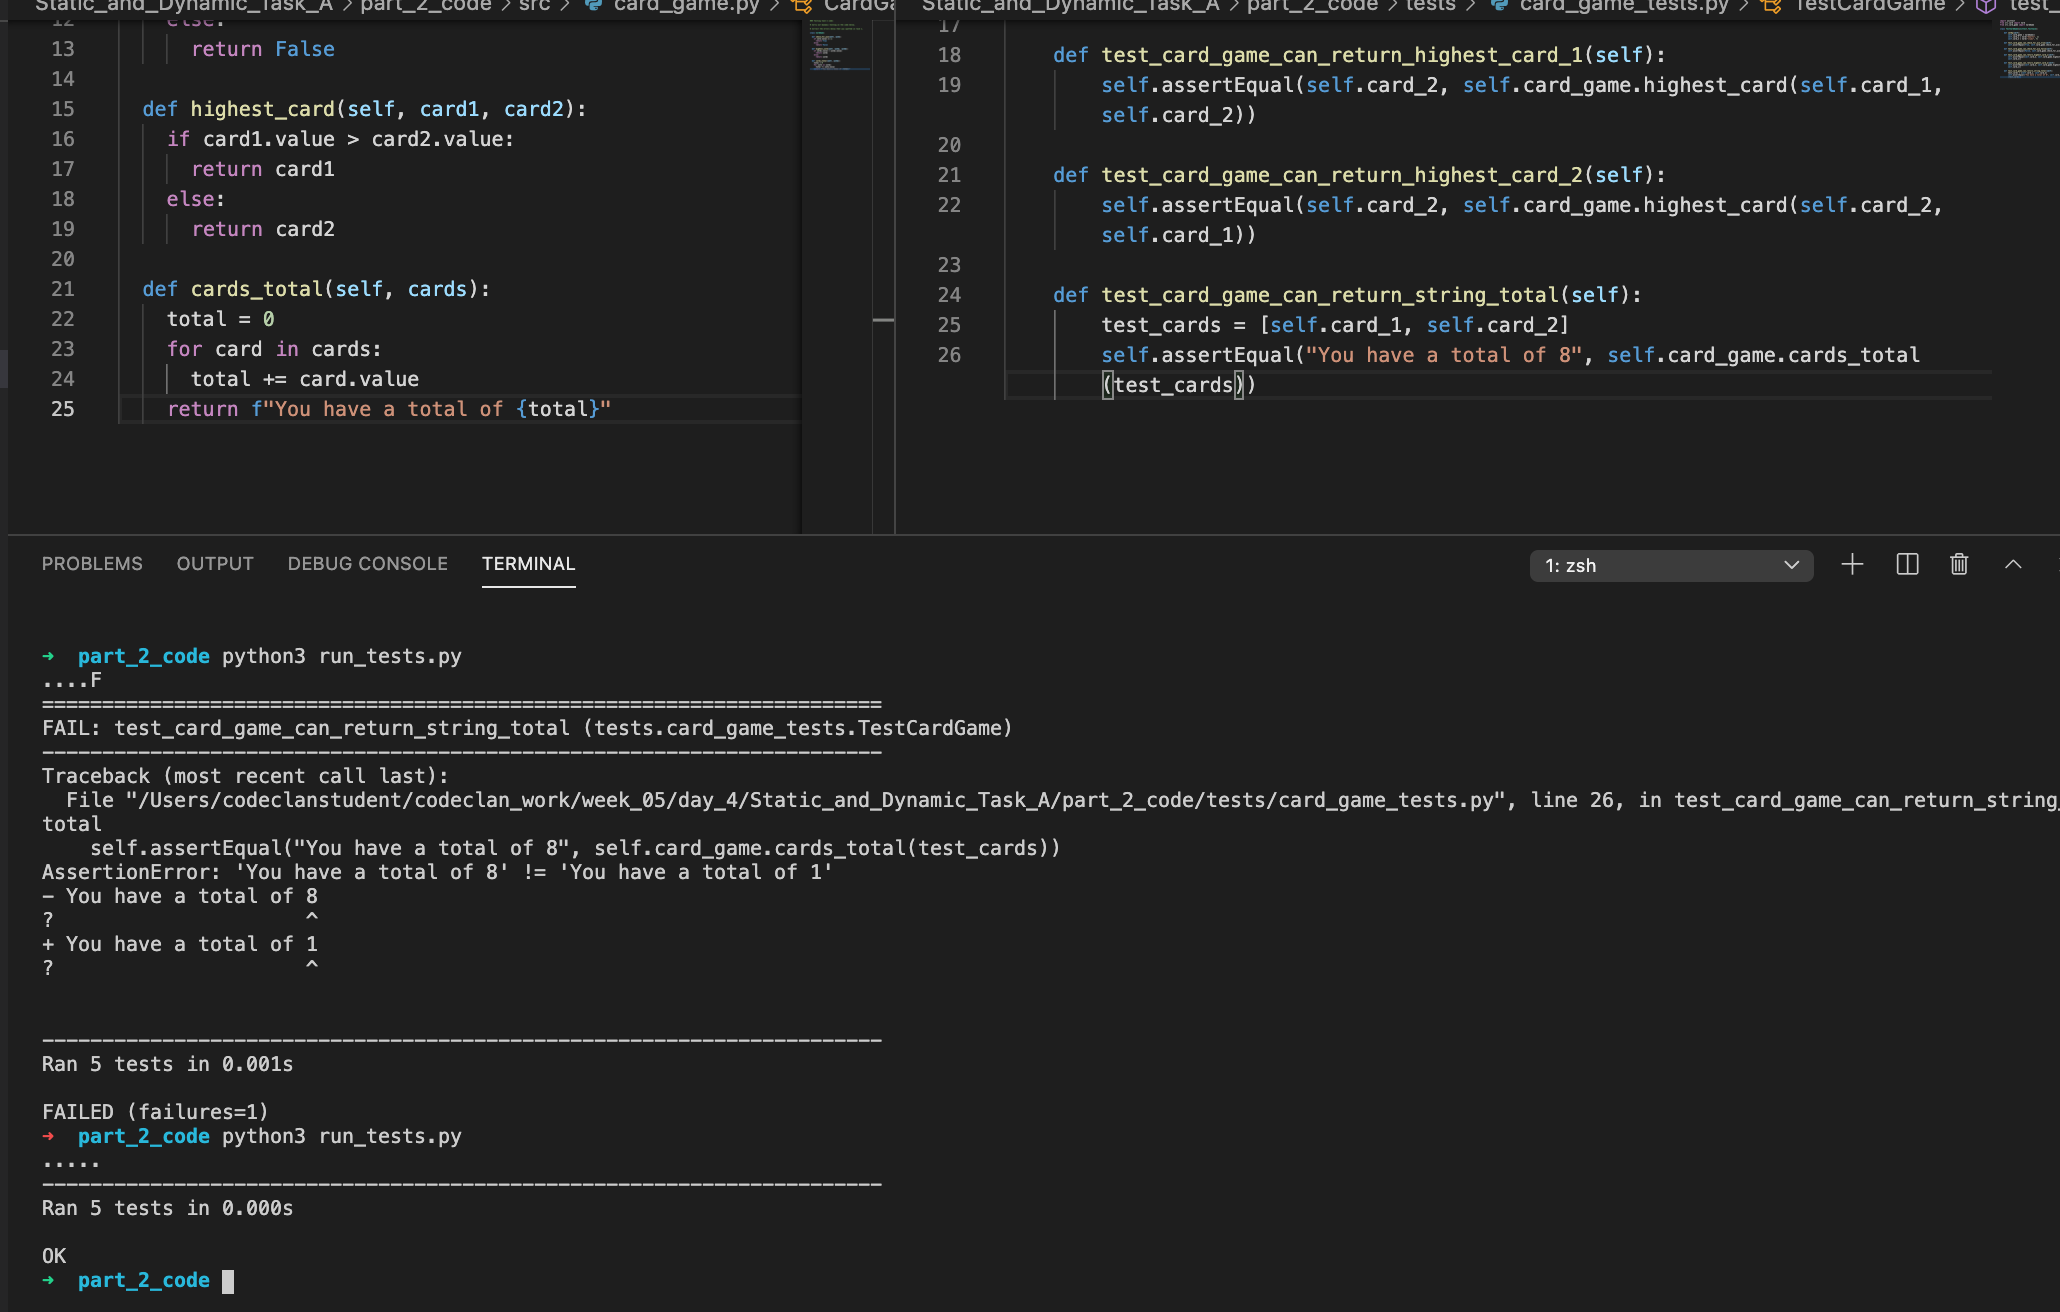 Static_and_Dynamic_Task_A > part_2_code > src > card_game.py > CardGa
12 else:
13 return False
14
15 def highest_card(self, card1, card2):
16 if card1.value > card2.value:
17 return card1
18 else:
19 return card2
20
21 def cards_total(self, cards):
22 total = 0
23 for card in cards:
24 total += card.value
25 return f"You have a total of {total}"
Static_and_Dynamic_Task_A > part_2_code > tests > card_game_tests.py > TestCardGame > test_
17
18 def test_card_game_can_return_highest_card_1(self):
19 self.assertEqual(self.card_2, self.card_game.highest_card(self.card_1,
self.card_2))
20
21 def test_card_game_can_return_highest_card_2(self):
22 self.assertEqual(self.card_2, self.card_game.highest_card(self.card_2,
self.card_1))
23
24 def test_card_game_can_return_string_total(self):
25 test_cards = [self.card_1, self.card_2]
26 self.assertEqual("You have a total of 8", self.card_game.cards_total
(test_cards))
PROBLEMS OUTPUT DEBUG CONSOLE TERMINAL 1: zsh
➜ part_2_code python3 run_tests.py
....F
======================================================================
FAIL: test_card_game_can_return_string_total (tests.card_game_tests.TestCardGame)
----------------------------------------------------------------------
Traceback (most recent call last):
File "/Users/codeclanstudent/codeclan_work/week_05/day_4/Static_and_Dynamic_Task_A/part_2_code/tests/card_game_tests.py", line 26, in test_card_game_can_return_string_
total
self.assertEqual("You have a total of 8", self.card_game.cards_total(test_cards))
AssertionError: 'You have a total of 8' != 'You have a total of 1'
- You have a total of 8
? ^
+ You have a total of 1
? ^
----------------------------------------------------------------------
Ran 5 tests in 0.001s
FAILED (failures=1)
➜ part_2_code python3 run_tests.py
.....
----------------------------------------------------------------------
Ran 5 tests in 0.000s
OK
➜ part_2_code